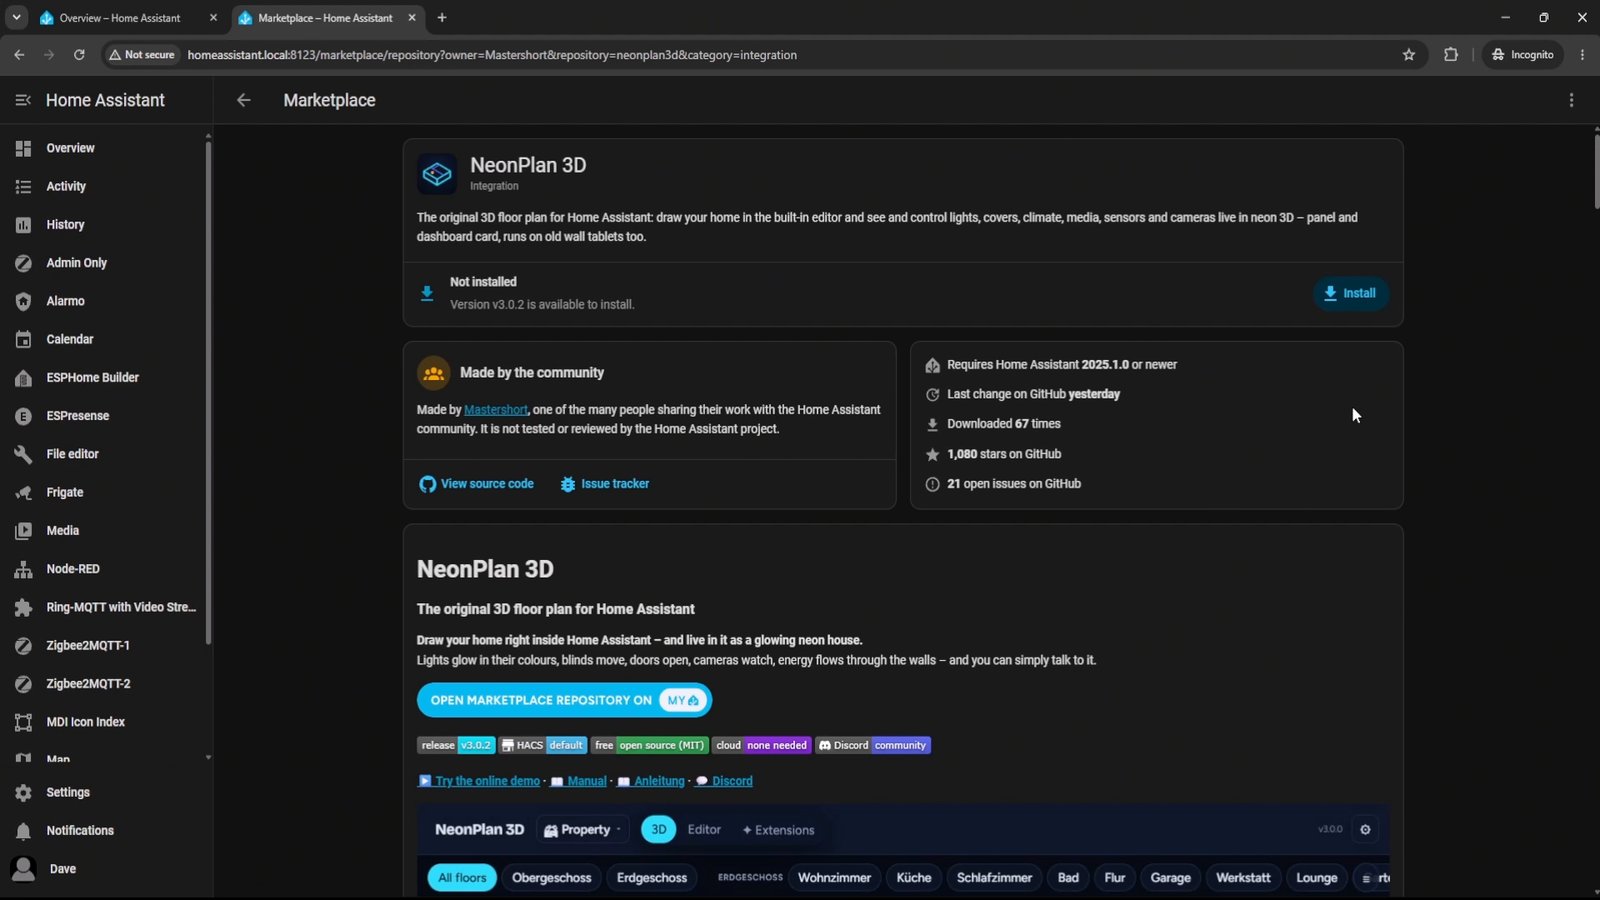 Overview – Home Assistant
Marketplace – Home Assistant
Not secure
homeassistant.local:8123/marketplace/repository?owner=Mastershort&repository=neonplan3d&category=integration
Incognito
Home Assistant
Marketplace
Overview
Activity
History
Admin Only
Alarmo
Calendar
ESPHome Builder
ESPresense
File editor
Frigate
Media
Node-RED
Ring-MQTT with Video Stre...
Zigbee2MQTT-1
Zigbee2MQTT-2
MDI Icon Index
Map
Settings
Notifications
Dave
NeonPlan 3D
Integration
The original 3D floor plan for Home Assistant: draw your home in the built-in editor and see and control lights, covers, climate, media, sensors and cameras live in neon 3D – panel and
dashboard card, runs on old wall tablets too.
Not installed
Version v3.0.2 is available to install.
Install
Made by the community
Made by Mastershort, one of the many people sharing their work with the Home Assistant
community. It is not tested or reviewed by the Home Assistant project.
View source code
Issue tracker
Requires Home Assistant 2025.1.0 or newer
Last change on GitHub yesterday
Downloaded 67 times
1,080 stars on GitHub
21 open issues on GitHub
NeonPlan 3D
The original 3D floor plan for Home Assistant
Draw your home right inside Home Assistant – and live in it as a glowing neon house.
Lights glow in their colours, blinds move, doors open, cameras watch, energy flows through the walls – and you can simply talk to it.
OPEN MARKETPLACE REPOSITORY ON MY
release v3.0.2 HACS default free open source (MIT) cloud none needed Discord community
Try the online demo · Manual · Anleitung · Discord
NeonPlan 3D Property 3D Editor + Extensions v3.0.0
All floors Obergeschoss Erdgeschoss ERDGESCHOSS Wohnzimmer Küche Schlafzimmer Bad Flur Garage Werkstatt Lounge